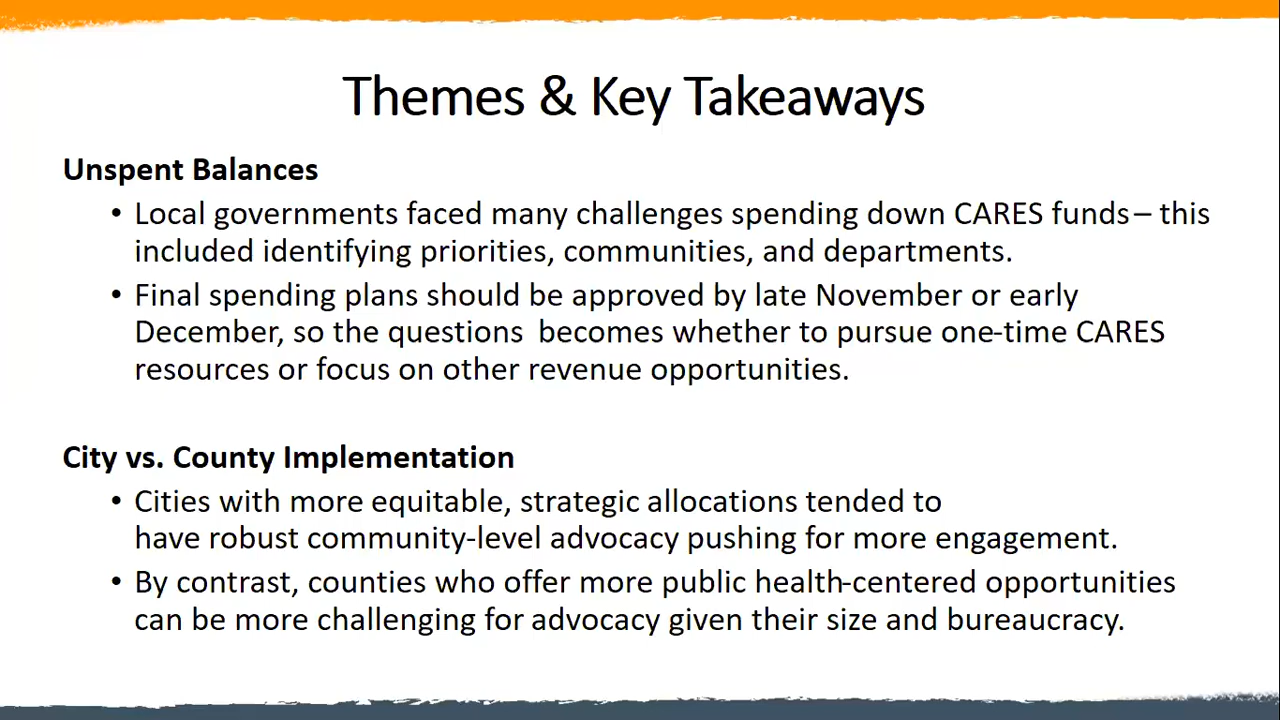 Themes & Key Takeaways
Unspent Balances
• Local governments faced many challenges spending down CARES funds – this
included identifying priorities, communities, and departments.
• Final spending plans should be approved by late November or early
December, so the questions  becomes whether to pursue one-time CARES
resources or focus on other revenue opportunities.
City vs. County Implementation
• Cities with more equitable, strategic allocations tended to
have robust community-level advocacy pushing for more engagement.
• By contrast, counties who offer more public health-centered opportunities
can be more challenging for advocacy given their size and bureaucracy.